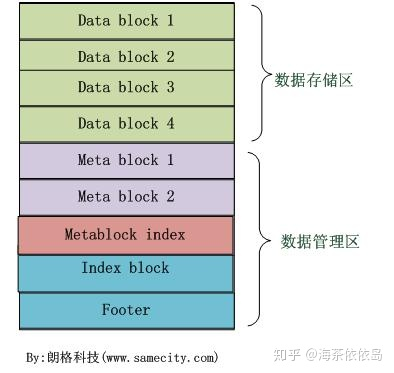 Data block 1
Data block 2
Data block 3
Data block 4
数据存储区
Meta block 1
Meta block 2
Metablock index
Index block
Footer
数据管理区
By:朗格科技(www.samecity.com)
知乎 @海茶依依岛